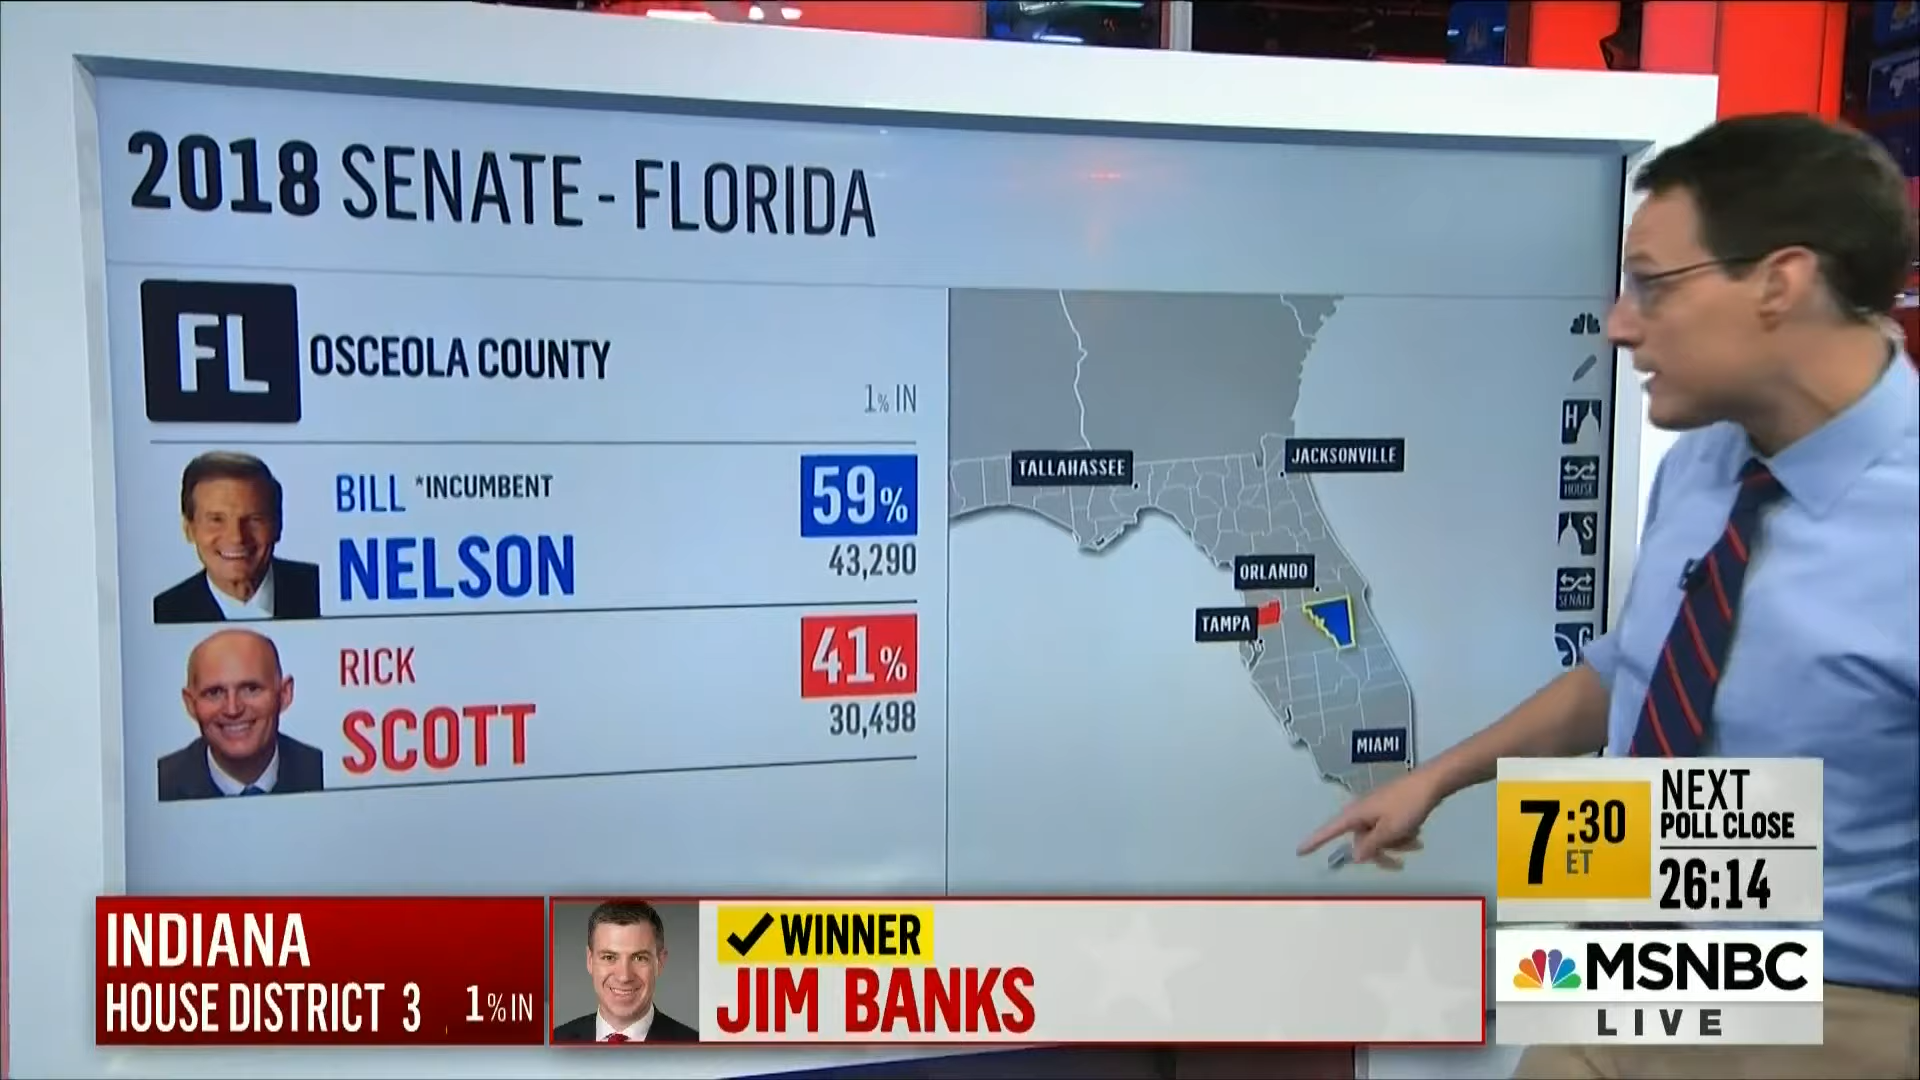 2018 SENATE - FLORIDA
FL
OSCEOLA COUNTY
1% IN
BILL *INCUMBENT
NELSON
59%
43,290
RICK
SCOTT
41%
30,498
TALLAHASSEE
JACKSONVILLE
ORLANDO
TAMPA
MIAMI
H
HOUSE
S
SENATE
G
INDIANA
HOUSE DISTRICT 3
1% IN
WINNER
JIM BANKS
7:30
ET
NEXT
POLL CLOSE
26:14
MSNBC
LIVE